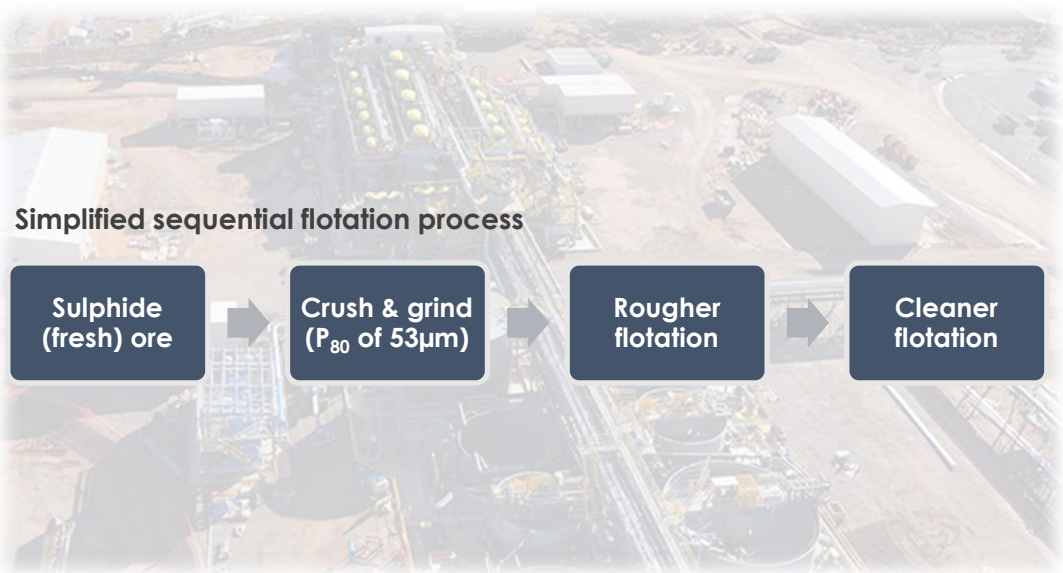 Simplified sequential flotation process
Sulphide
(fresh) ore
Crush & grind
(P80 of 53µm)
Rougher
flotation
Cleaner
flotation